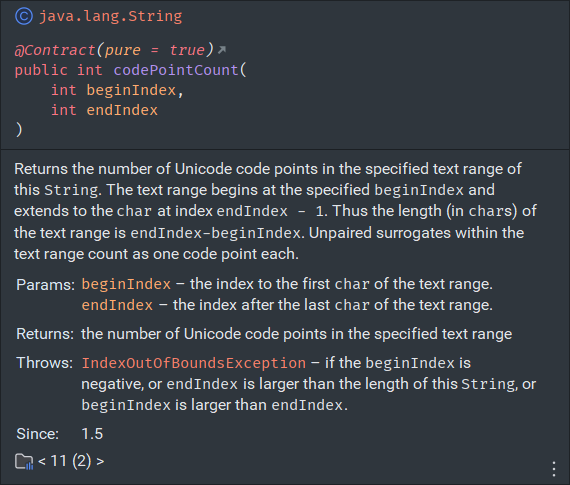 java.lang.String
@Contract(pure = true)
public int codePointCount(
    int beginIndex,
    int endIndex
)
Returns the number of Unicode code points in the specified text range of
this String. The text range begins at the specified beginIndex and
extends to the char at index endIndex - 1. Thus the length (in chars) of
the text range is endIndex-beginIndex. Unpaired surrogates within the
text range count as one code point each.
Params: beginIndex – the index to the first char of the text range.
endIndex – the index after the last char of the text range.
Returns: the number of Unicode code points in the specified text range
Throws: IndexOutOfBoundsException – if the beginIndex is
negative, or endIndex is larger than the length of this String, or
beginIndex is larger than endIndex.
Since: 1.5
< 11 (2) >